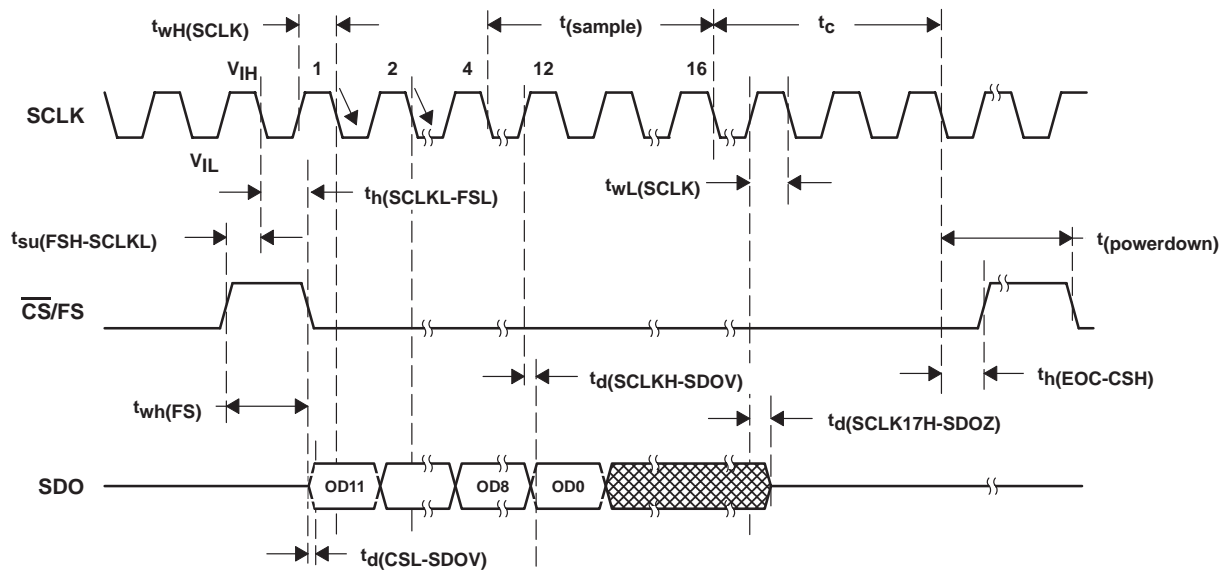 twH(SCLK)
t(sample)
tc
VIH
1
2
4
12
16
SCLK
VIL
th(SCLKL-FSL)
twL(SCLK)
tsu(FSH-SCLKL)
t(powerdown)
CS/FS
td(SCLKH-SDOV)
th(EOC-CSH)
twh(FS)
td(SCLK17H-SDOZ)
SDO
OD11
OD8
OD0
td(CSL-SDOV)